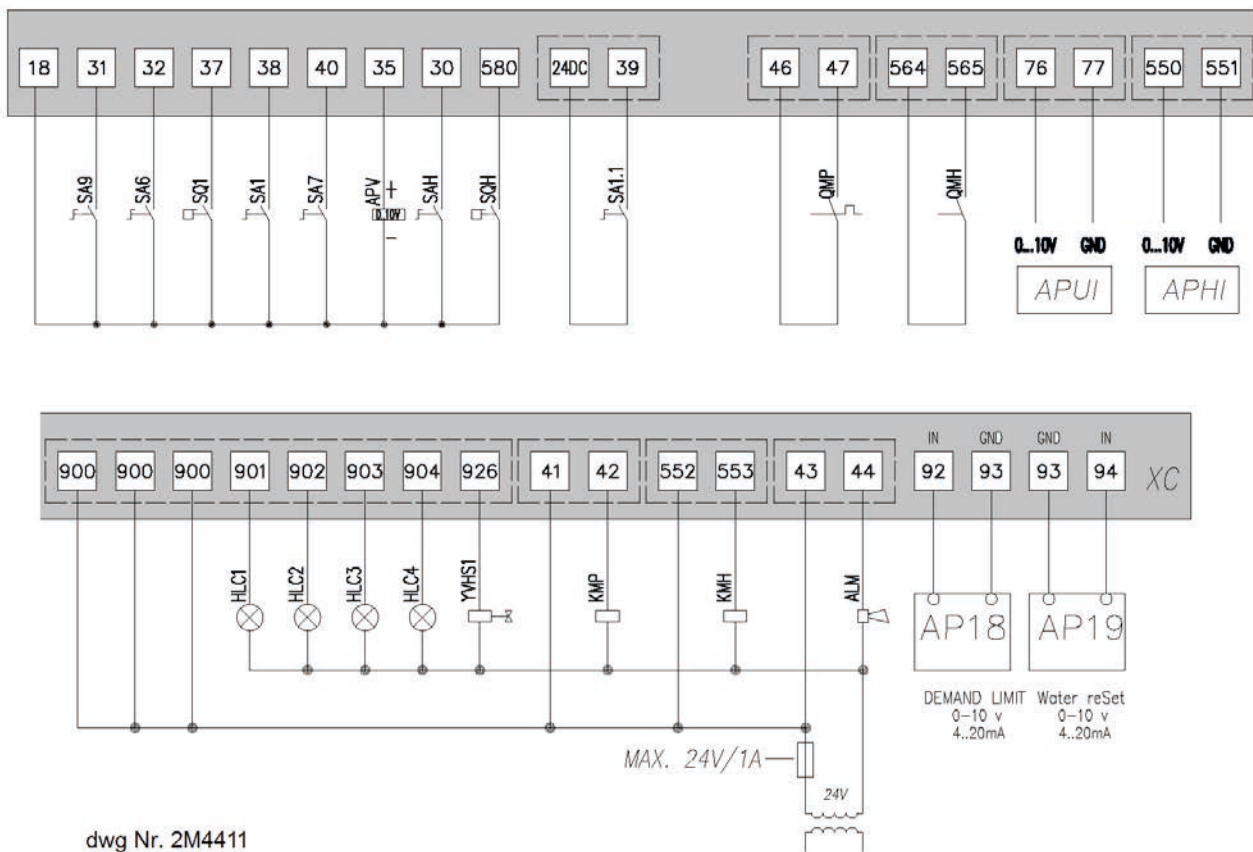 18 31 32 37 38 40 35 30 580 24DC 39 46 47 564 565 76 77 550 551
SA9 SA6 SQ1 SA1 SA7 APV + SAH SQH SA1.1 QMP QMH
0..10V
-
0...10V GND 0...10V GND
APUI APHI
IN GND GND IN
900 900 900 901 902 903 904 926 41 42 552 553 43 44 92 93 93 94 XC
HLC1 HLC2 HLC3 HLC4 YVHS1 KMP KMH ALM
AP18 AP19
DEMAND LIMIT Water reSet
0-10 v 0-10 v
4..20mA 4..20mA
MAX. 24V/1A
24V
dwg Nr. 2M4411